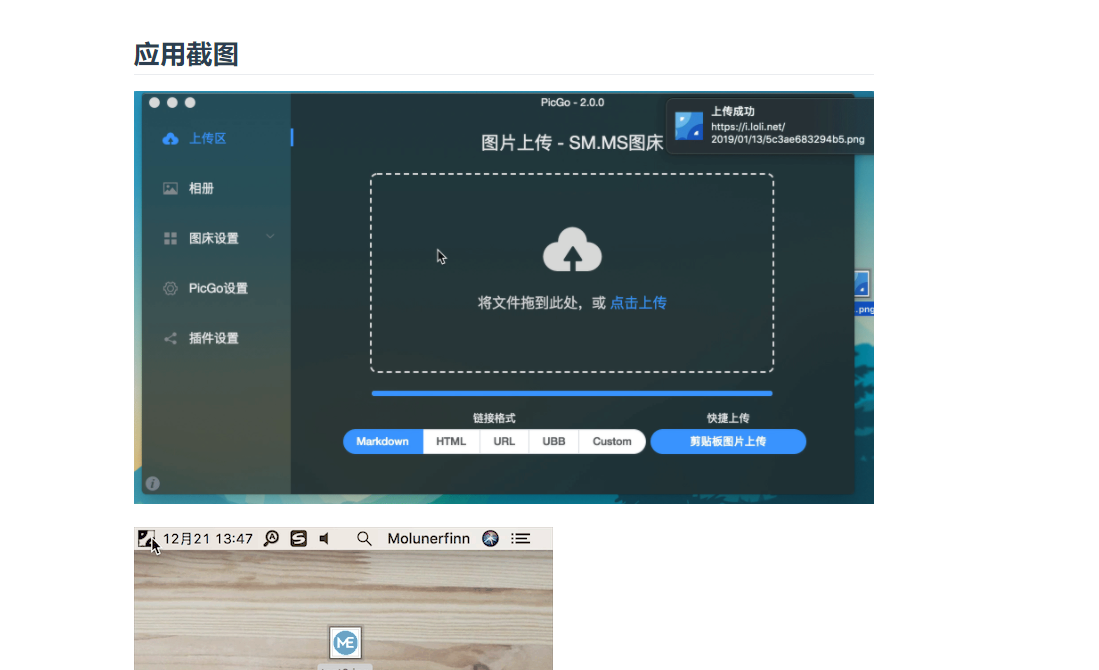 应用截图
PicGo - 2.0.0
上传成功
https://i.loli.net/
2019/01/13/5c3ae683294b5.png
上传区
图片上传 - SM.MS图床
相册
图床设置
PicGo设置
将文件拖到此处，或 点击上传
.png
插件设置
链接格式
快捷上传
Markdown HTML URL UBB Custom 剪贴板图片上传
12月21 13:47 Molunerfinn
ME